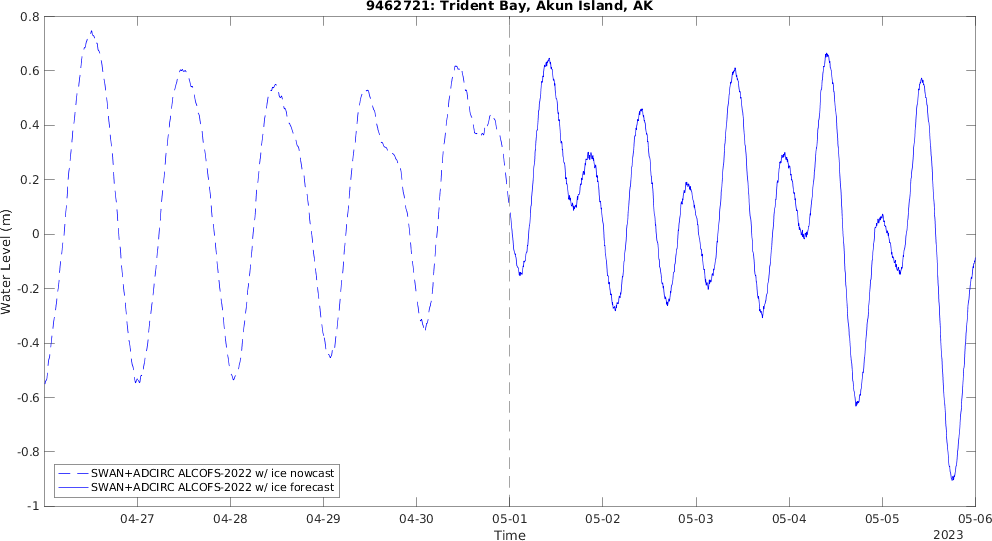 9462721: Trident Bay, Akun Island, AK
0.8
0.6
0.4
0.2
0
-0.2
-0.4
-0.6
-0.8
-1
Water Level (m)
SWAN+ADCIRC ALCOFS-2022 w/ ice nowcast
SWAN+ADCIRC ALCOFS-2022 w/ ice forecast
04-27 04-28 04-29 04-30 05-01 05-02 05-03 05-04 05-05 05-06
Time
2023